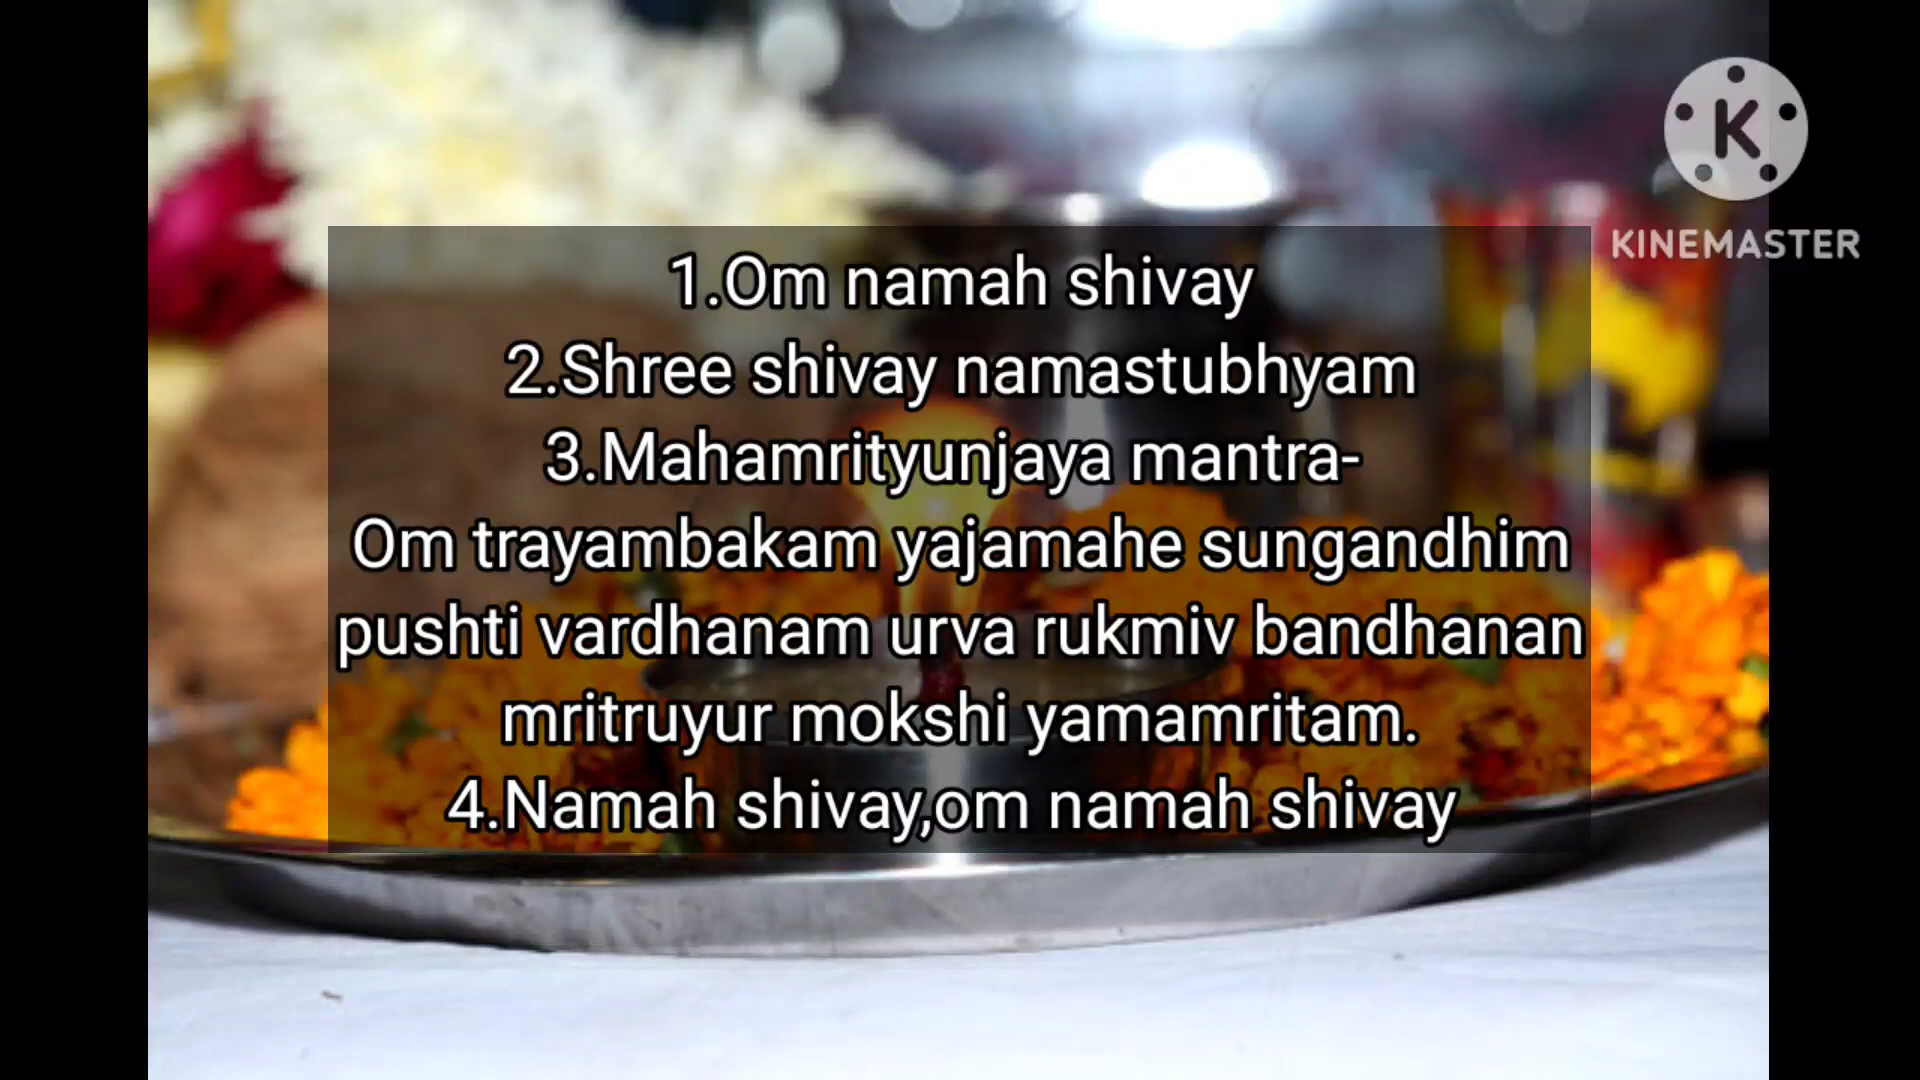 K
KINEMASTER
1.Om namah shivay
2.Shree shivay namastubhyam
3.Mahamrityunjaya mantra-
Om trayambakam yajamahe sungandhim
pushti vardhanam urva rukmiv bandhanan
mritruyur mokshi yamamritam.
4.Namah shivay,om namah shivay